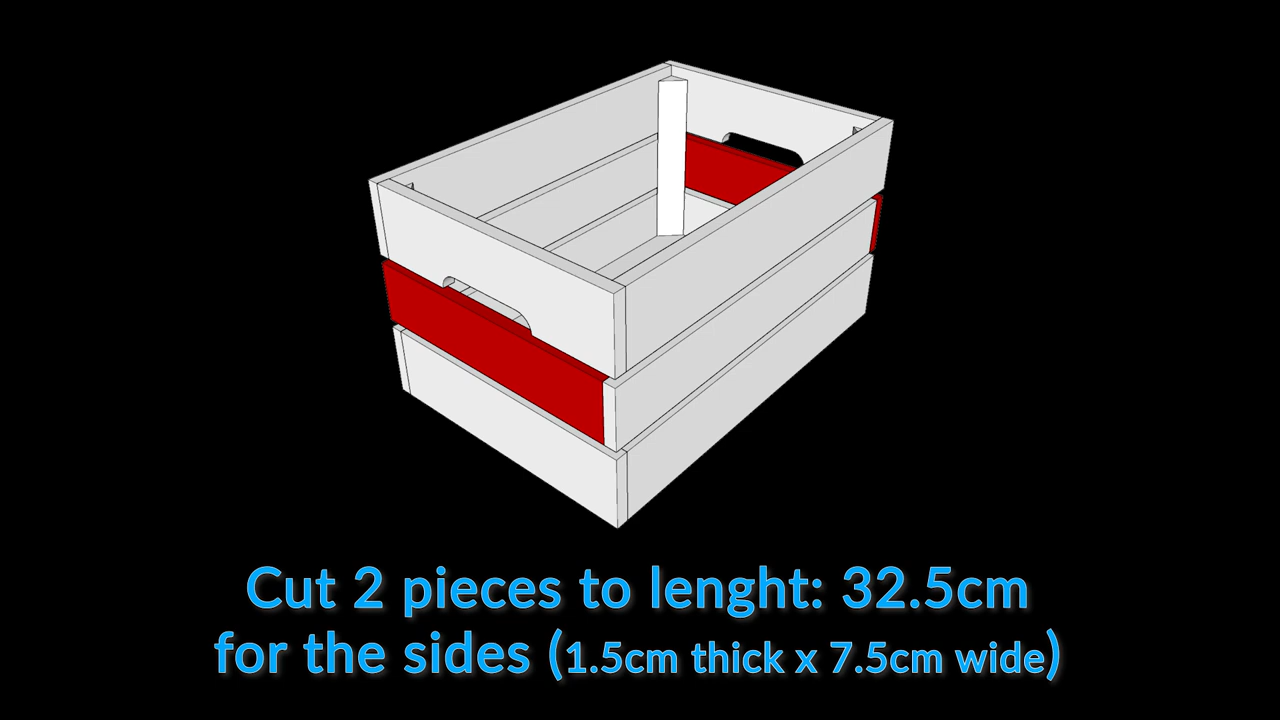 Cut 2 pieces to lenght: 32.5cm
for the sides (1.5cm thick x 7.5cm wide)